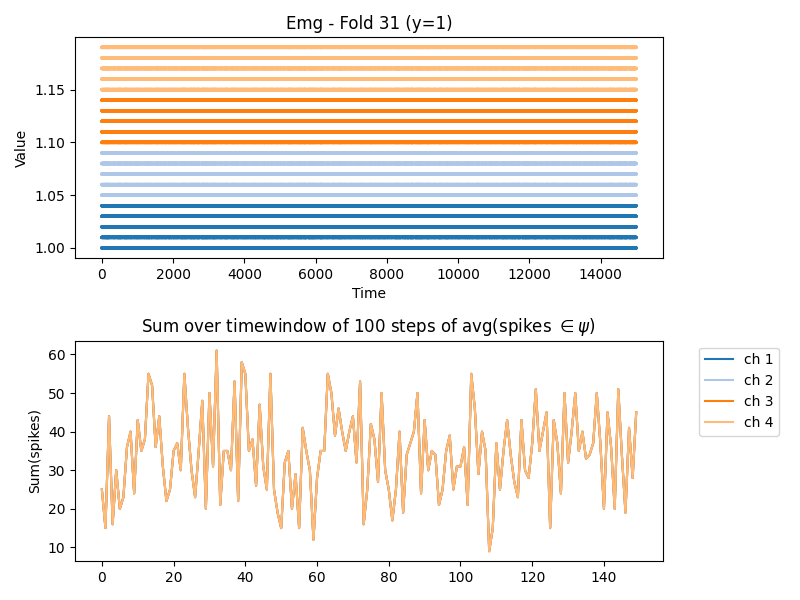 Emg - Fold 31 (y=1)
Value
1.15
1.10
1.05
1.00
0 2000 4000 6000 8000 10000 12000 14000
Time
Sum over timewindow of 100 steps of avg(spikes ∈ ψ)
Sum(spikes)
60
50
40
30
20
10
0 20 40 60 80 100 120 140
ch 1
ch 2
ch 3
ch 4